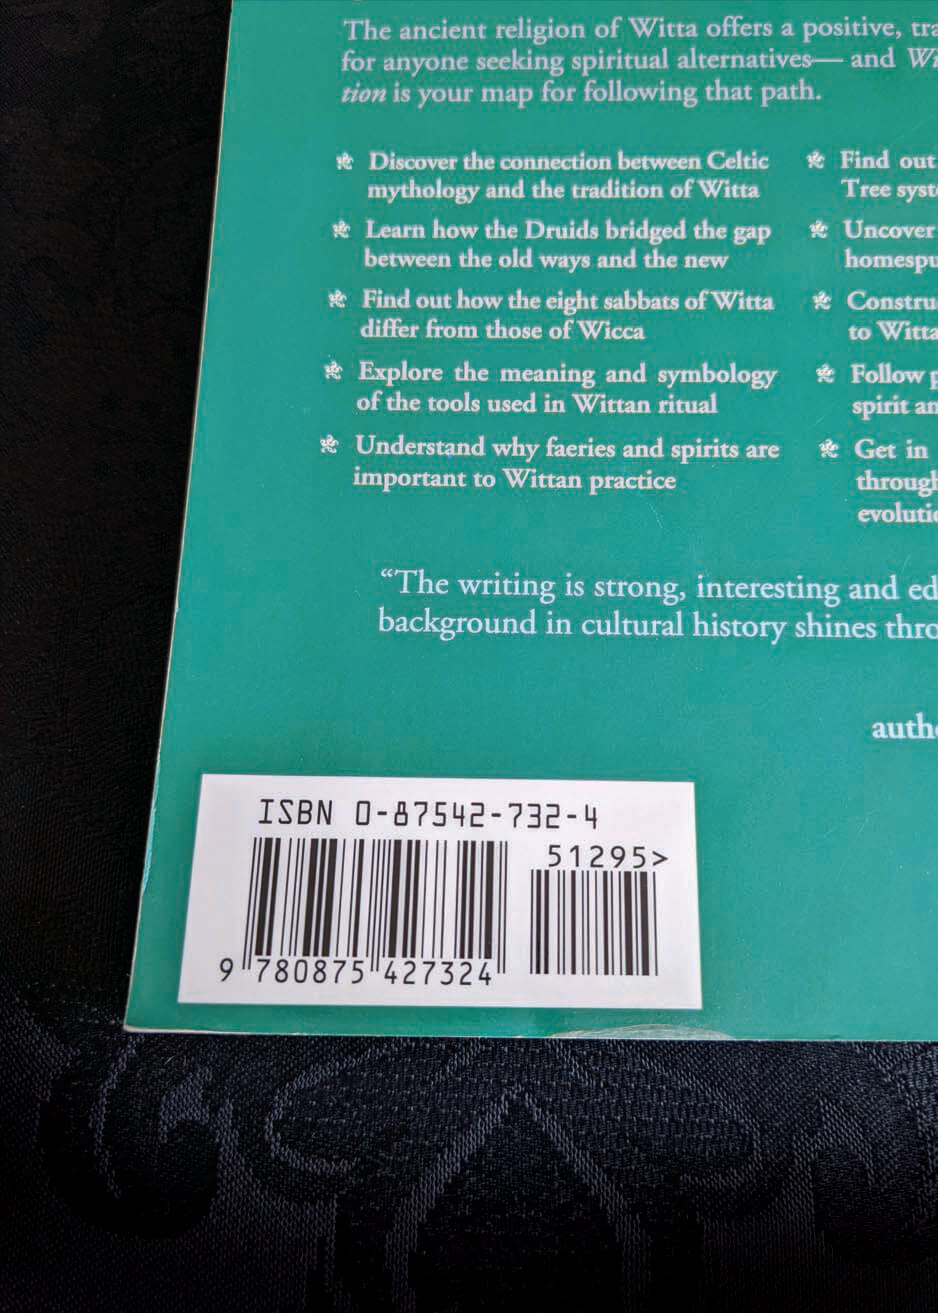 The ancient religion of Witta offers a positive,
for anyone seeking spiritual alternatives— and
tion is your map for following that path.
Discover the connection between Celtic
mythology and the tradition of Witta
Learn how the Druids bridged the gap
between the old ways and the new
Find out how the eight sabbats of Witta
differ from those of Wicca
Explore the meaning and symbology
of the tools used in Wittan ritual
Understand why faeries and spirits are
important to Wittan practice
Find out
Tree
Uncover
to
Follow
spirit
Get in
“The writing is strong, interesting and
background in cultural history shines
ISBN 0-87542-732-4
51295>
9 780875 427324